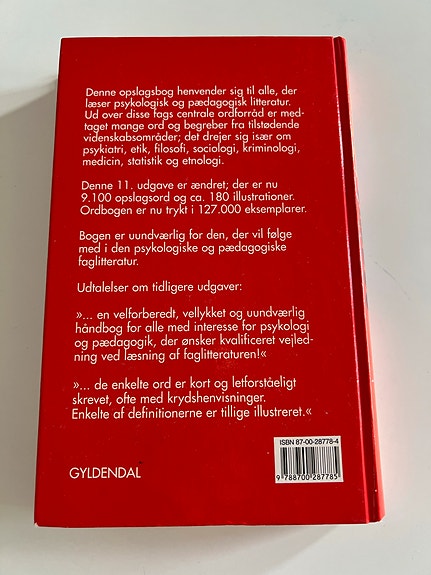 Denne opslagsbog henvender sig til alle, der
læser psykologisk og pædagogisk litteratur.
Ud over disse fags centrale ordforråd er med-
taget mange ord og begreber fra tilstødende
videnskabsområder; det drejer sig især om
psykiatri, etik, filosofi, sociologi, kriminologi,
medicin, statistik og etnologi.
Denne 11. udgave er ændret; der er nu
9.100 opslagsord og ca. 180 illustrationer.
Ordbogen er nu trykt i 127.000 eksemplarer.
Bogen er uundværlig for den, der vil følge
med i den psykologiske og pædagogiske
faglitteratur.
Udtalelser om tidligere udgaver:
»... en velforberedt, vellykket og uundværlig
håndbog for alle med interesse for psykologi
og pædagogik, der ønsker kvalificeret vejled-
ning ved læsning af faglitteraturen!«
»... de enkelte ord er kort og letforståeligt
skrevet, ofte med krydshenvisninger.
Enkelte af definitionerne er tillige illustreret.«
ISBN 87-00-28778-4
9 788700 287785
GYLDENDAL